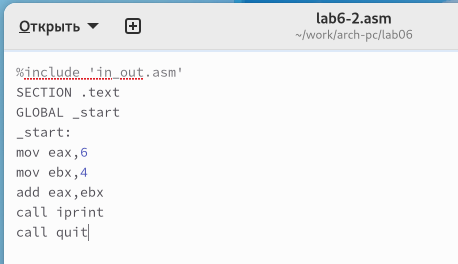 Открыть
lab6-2.asm
~/work/arch-pc/lab06
%include 'in_out.asm'
SECTION .text
GLOBAL _start
_start:
mov eax,6
mov ebx,4
add eax,ebx
call iprint
call quit